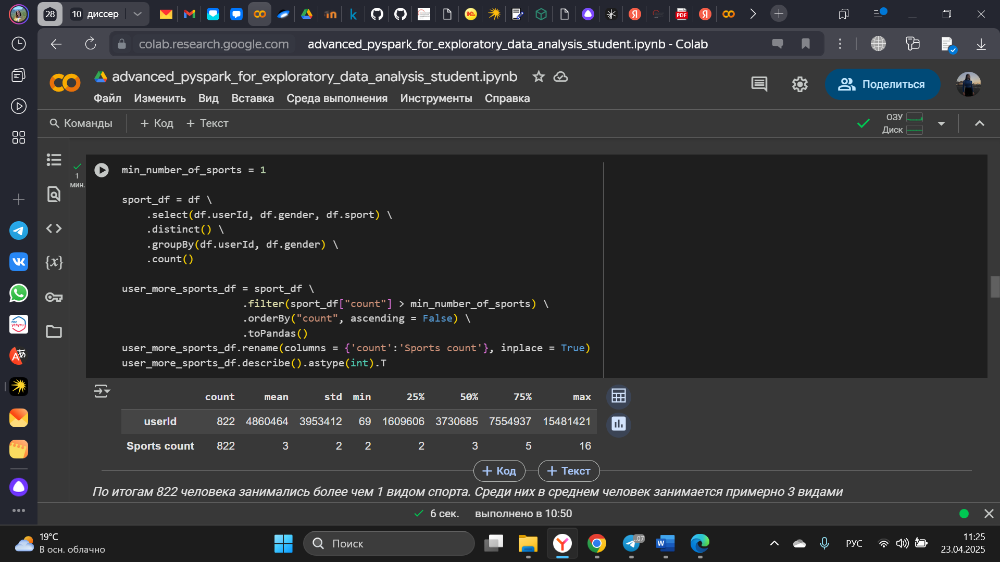 28
10 диссер
colab.research.google.com
advanced_pyspark_for_exploratory_data_analysis_student.ipynb - Colab
advanced_pyspark_for_exploratory_data_analysis_student.ipynb
Поделиться
Файл Изменить Вид Вставка Среда выполнения Инструменты Справка
Команды
+ Код + Текст
ОЗУ
Диск
1
мин.
min_number_of_sports = 1
sport_df = df \
.select(df.userId, df.gender, df.sport) \
.distinct() \
.groupBy(df.userId, df.gender) \
.count()
user_more_sports_df = sport_df \
.filter(sport_df["count"] > min_number_of_sports) \
.orderBy("count", ascending = False) \
.toPandas()
user_more_sports_df.rename(columns = {'count':'Sports count'}, inplace = True)
user_more_sports_df.describe().astype(int).T
count mean std min 25% 50% 75% max
userId 822 4860464 3953412 69 1609606 3730685 7554937 15481421
Sports count 822 3 2 2 2 3 5 16
+ Код + Текст
По итогам 822 человека занимались более чем 1 видом спорта. Среди них в среднем человек занимается примерно 3 видами
6 сек. выполнено в 10:50
19°C
В осн. облачно
Поиск
РУС
11:25
23.04.2025